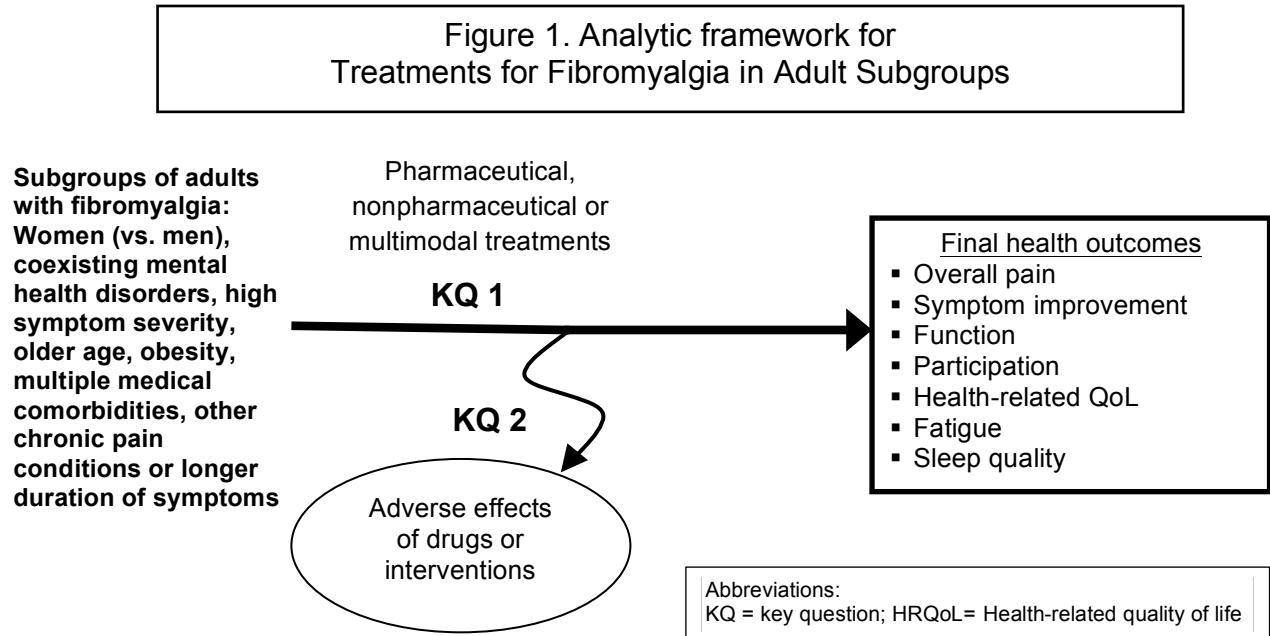 Figure 1. Analytic framework for
Treatments for Fibromyalgia in Adult Subgroups
Subgroups of adults
with fibromyalgia:
Women (vs. men),
coexisting mental
health disorders, high
symptom severity,
older age, obesity,
multiple medical
comorbidities, other
chronic pain
conditions or longer
duration of symptoms
Pharmaceutical,
nonpharmaceutical or
multimodal treatments
KQ 1
KQ 2
Adverse effects
of drugs or
interventions
Final health outcomes
▪ Overall pain
▪ Symptom improvement
▪ Function
▪ Participation
▪ Health-related QoL
▪ Fatigue
▪ Sleep quality
Abbreviations:
KQ = key question; HRQoL= Health-related quality of life